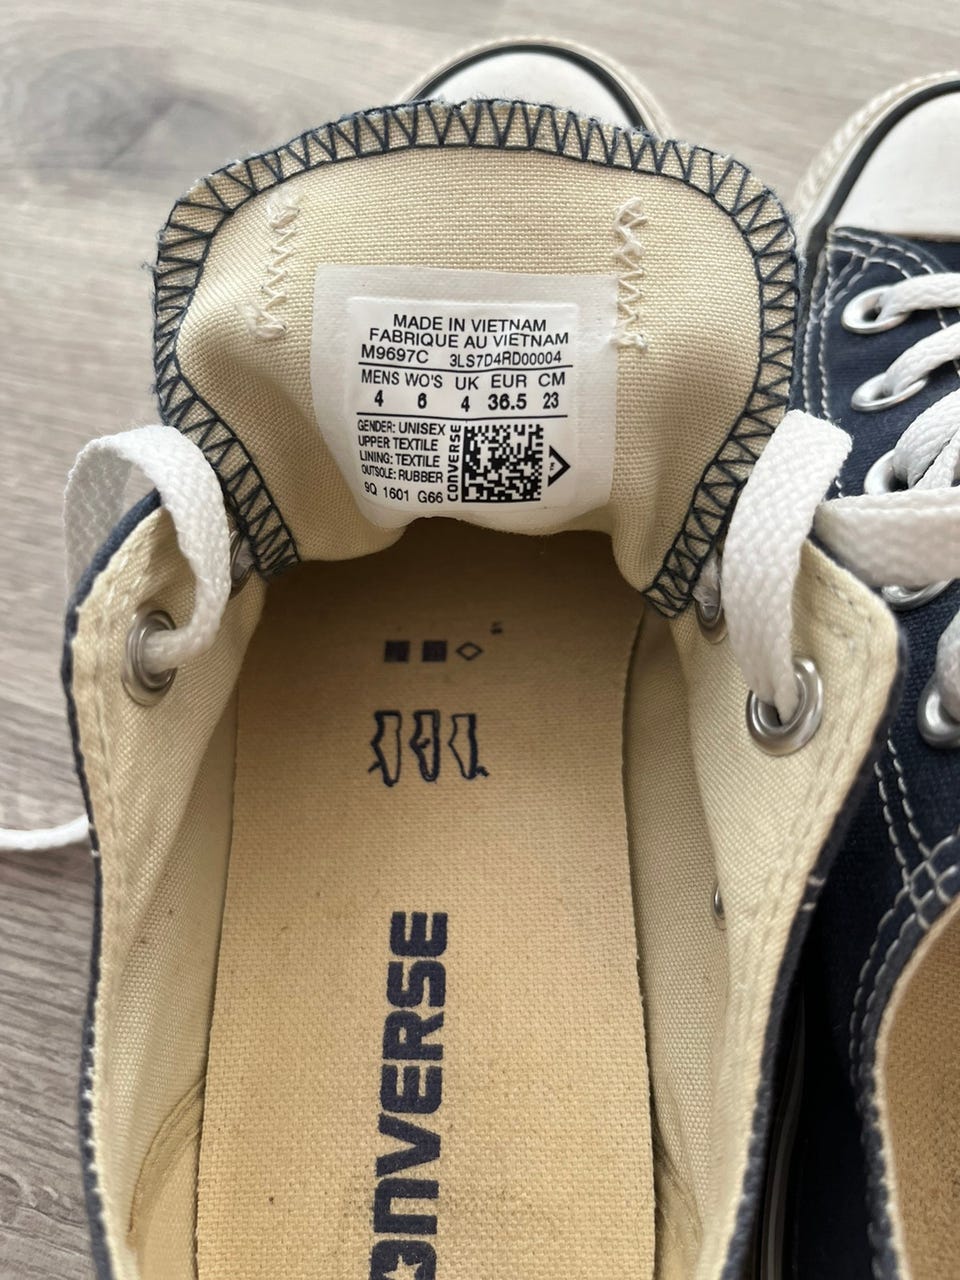 MADE IN VIETNAM
FABRIQUE AU VIETNAM
M9697C 3LS7D4RD00004
MENS WO'S UK EUR CM
4 6 4 36.5 23
GENDER: UNISEX
UPPER TEXTILE
LINING: TEXTILE
OUTSOLE: RUBBER
9Q 1601 G66
CONVERSE
™
CONVERSE